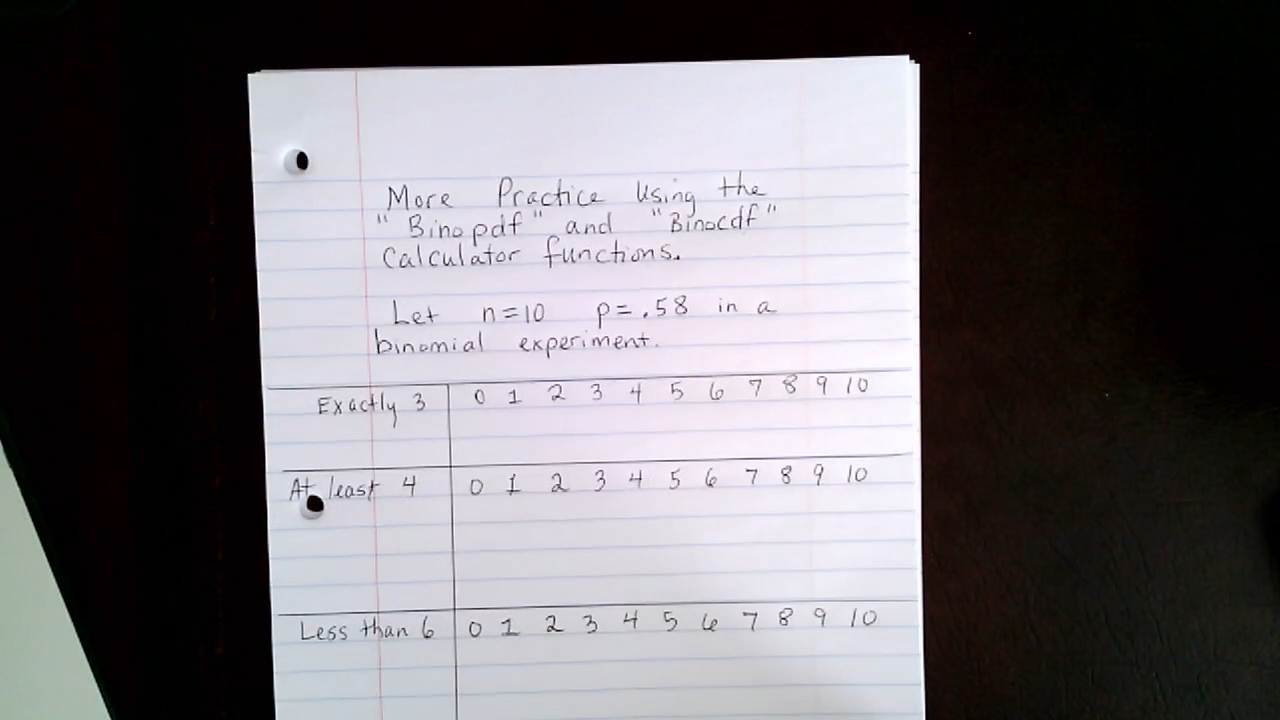 More Practice Using the
"Binopdf" and "Binocdf"
Calculator functions.
Let n=10 p=.58 in a
binomial experiment.
Exactly 3 0 1 2 3 4 5 6 7 8 9 10
At least 4 0 1 2 3 4 5 6 7 8 9 10
Less than 6 0 1 2 3 4 5 6 7 8 9 10